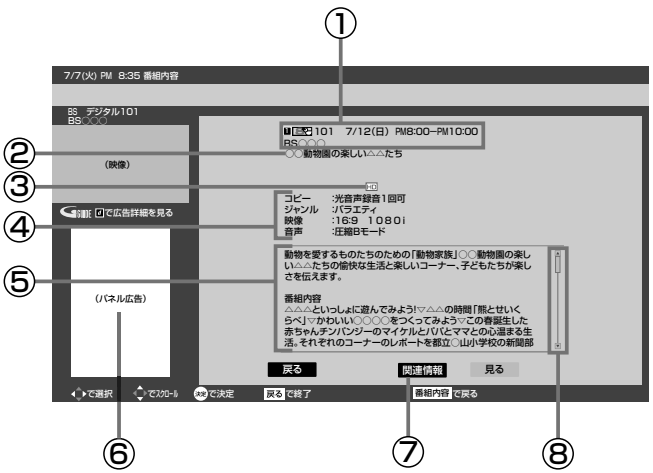 ①
7/7(火) PM 8:35 番組内容
BS デジタル101
BS○○○
101 7/12(日) PM8:00−PM10:00
BS○○○
②
○○動物園の楽しい△△たち
(映像)
③
HD
コピー :光音声録音1回可
ジャンル :バラエティ
④
映像 :16:9 1080i
音声 :圧縮Bモード
GUIDE dで広告詳細を見る
動物を愛するものたちのための「動物家族」○○動物園の楽し
い△△たちの愉快な生活と楽しいコーナー、子どもたちが楽し
さを伝えます。
⑤
(パネル広告)
番組内容
△△△といっしょに遊んでみよう!▽△△の時間「熊とせいく
らべ」▽かわいい○○○○をつくってみよう▽この春誕生した
赤ちゃんチンパンジーのマイケルとパパとママとの心温まる生
活。それぞれのコーナーのレポートを都立○山小学校の新聞部
戻る 関連情報 見る
で選択 でスクロール 決定で決定 戻るで終了 番組内容で戻る
⑥ ⑦ ⑧